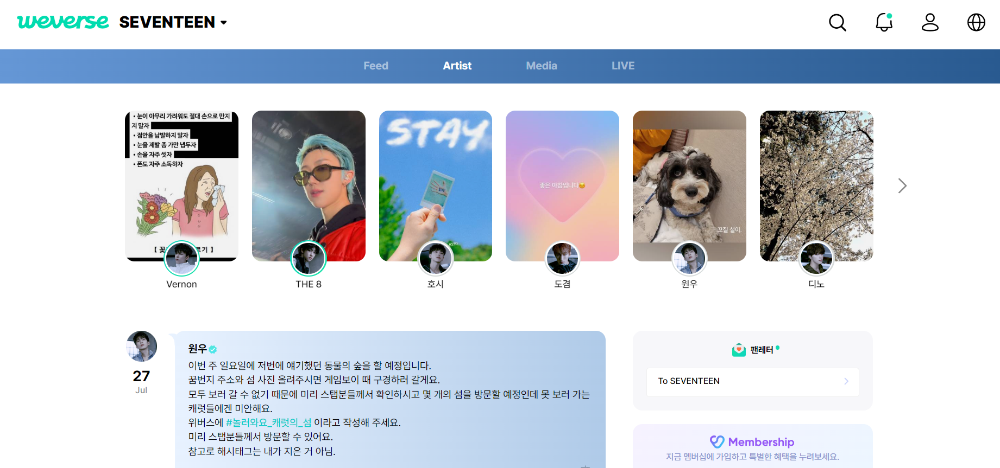 weverse SEVENTEEN
Feed Artist Media LIVE
• 눈이 아무리 가려워도 절대 손으로 만지
지 말자
• 점안을 남발하지 말자
• 눈을 제발 좀 가만 냅두자
• 손을 자주 씻자
• 폰도 자주 소독하자
【 꽃 르기 】
Vernon
THE 8
STAY
STAY
10:10
호시
좋은 아침입니다😆
도겸
꼬질 설이.
원우
디노
27
Jul
원우
이번 주 일요일에 저번에 얘기했던 동물의 숲을 할 예정입니다.
꿈번지 주소와 섬 사진 올려주시면 게임보이 때 구경하러 갈게요.
모두 보러 갈 수 없기 때문에 미리 스탭분들께서 확인하시고 몇 개의 섬을 방문할 예정인데 못 보러 가는
캐럿들에겐 미안해요.
위버스에 #놀러와요_캐럿의_섬 이라고 작성해 주세요.
미리 스탭분들께서 방문할 수 있어요.
참고로 해시태그는 내가 지은 거 아님.
팬레터
To SEVENTEEN
Membership
지금 멤버십에 가입하고 특별한 혜택을 누려보세요.